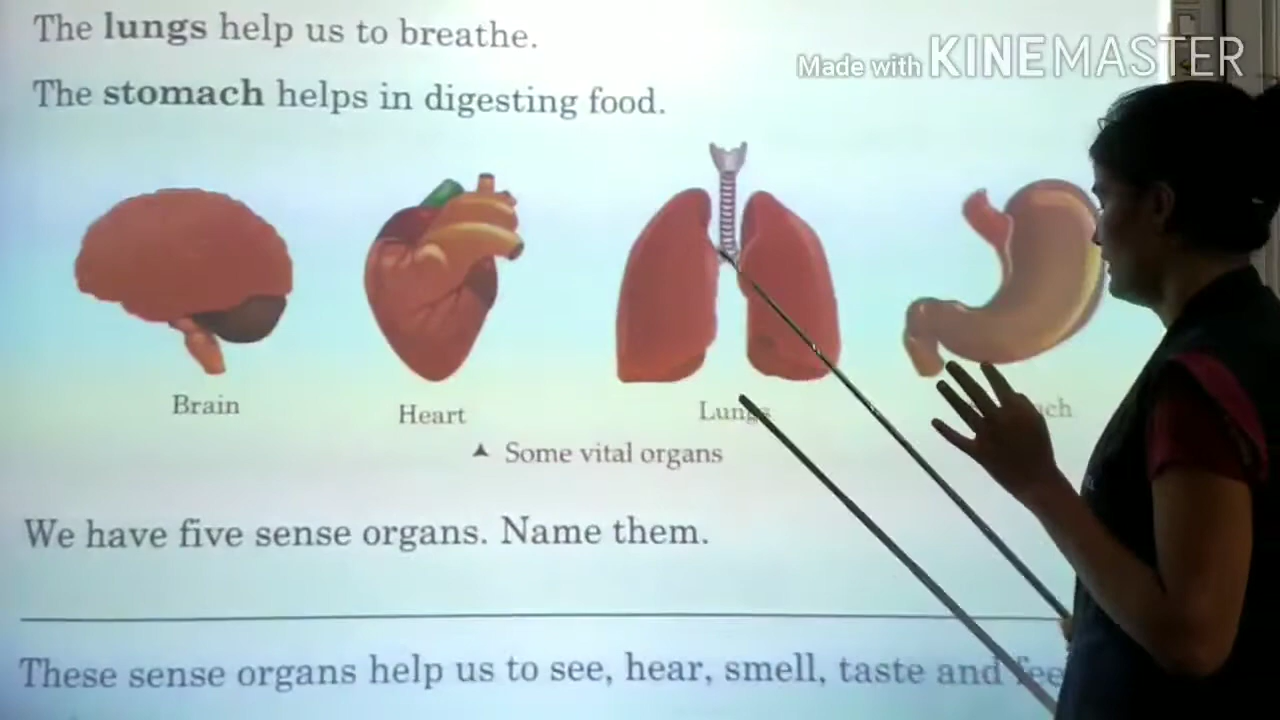 The lungs help us to breathe.
Made with KINEMASTER
The stomach helps in digesting food.
Brain
Heart
Lungs
▲ Some vital organs
We have five sense organs. Name them.
These sense organs help us to see, hear, smell, taste and